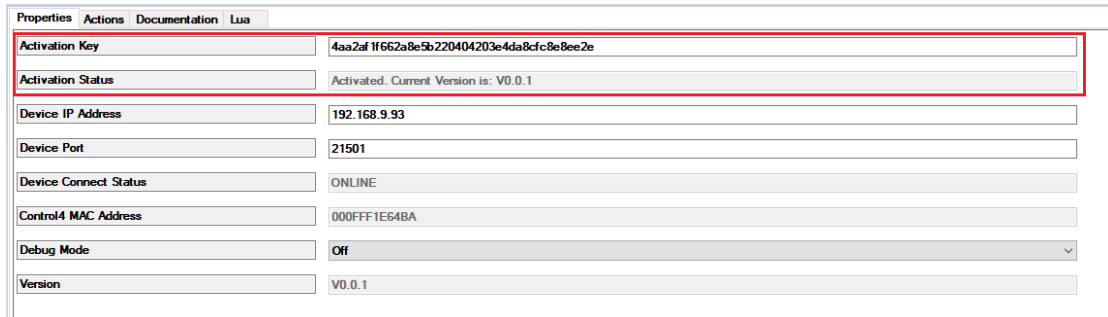 Properties Actions Documentation Lua
Activation Key 4aa2af1f662a8e5b220404203e4da8cfc8e8ee2e
Activation Status Activated. Current Version is: V0.0.1
Device IP Address 192.168.9.93
Device Port 21501
Device Connect Status ONLINE
Control4 MAC Address 000FFF1E64BA
Debug Mode Off
Version V0.0.1